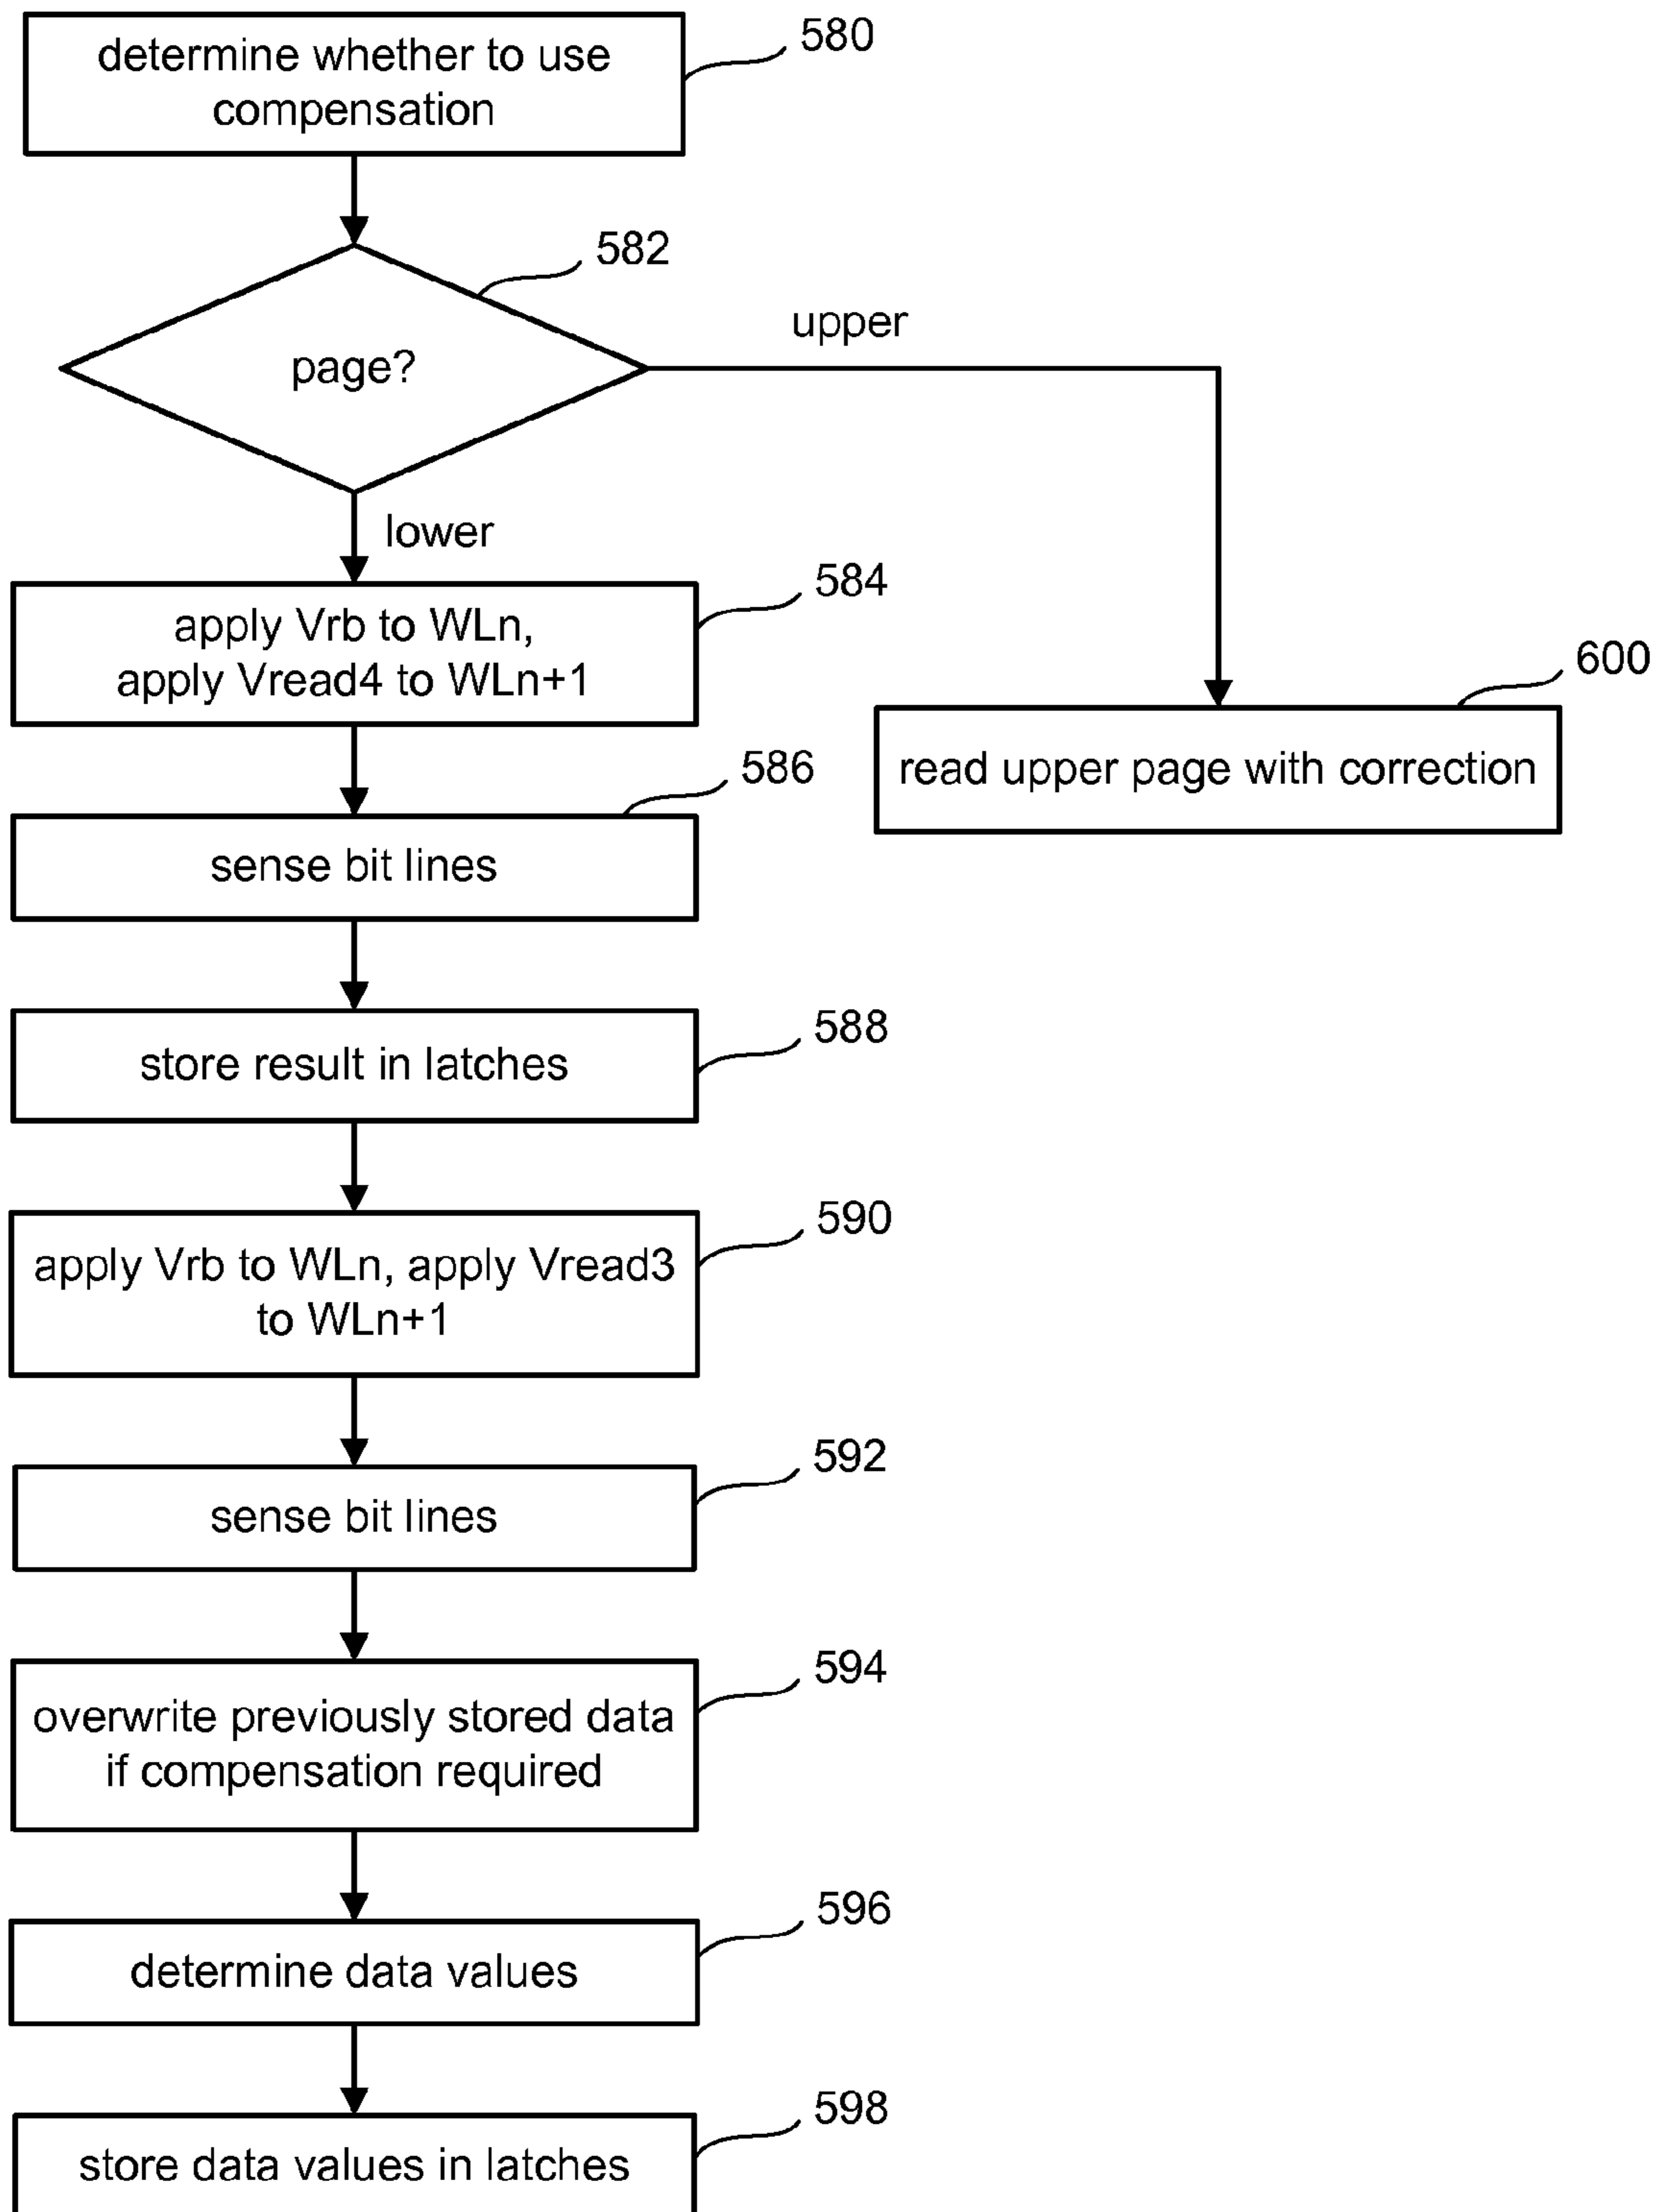 determine whether to use
compensation
580
582
page?
upper
lower
584
apply Vrb to WLn,
apply Vread4 to WLn+1
600
read upper page with correction
586
sense bit lines
588
store result in latches
590
apply Vrb to WLn, apply Vread3
to WLn+1
592
sense bit lines
594
overwrite previously stored data
if compensation required
596
determine data values
598
store data values in latches